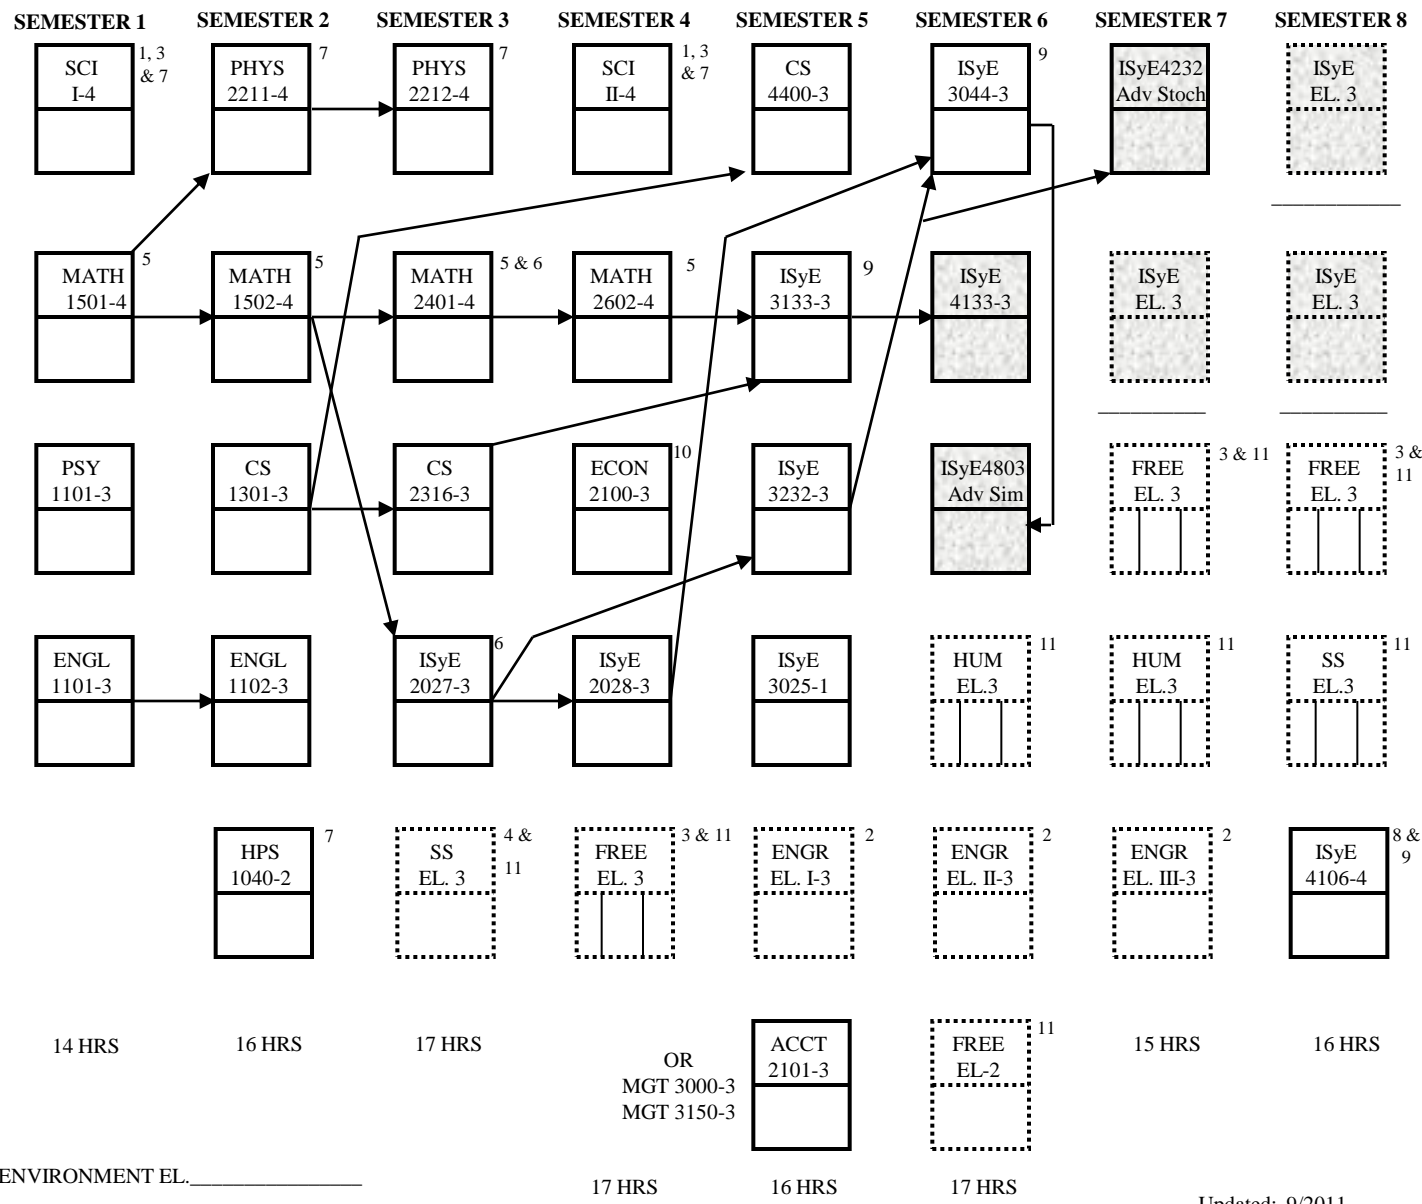 SEMESTER 1 SEMESTER 2 SEMESTER 3 SEMESTER 4 SEMESTER 5 SEMESTER 6 SEMESTER 7 SEMESTER 8
SCI
I-4
1, 3
& 7
PHYS
2211-4
7
PHYS
2212-4
7
SCI
II-4
1, 3
& 7
CS
4400-3
ISyE
3044-3
9
ISyE4232
Adv Stoch
ISyE
EL. 3
MATH
1501-4
5
MATH
1502-4
5
MATH
2401-4
5 & 6
MATH
2602-4
5
ISyE
3133-3
9
ISyE
4133-3
ISyE
EL. 3
ISyE
EL. 3
PSY
1101-3
CS
1301-3
CS
2316-3
ECON
2100-3
10
ISyE
3232-3
ISyE4803
Adv Sim
FREE
EL. 3
3 & 11
FREE
EL. 3
3 &
11
ENGL
1101-3
ENGL
1102-3
ISyE
2027-3
6
ISyE
2028-3
ISyE
3025-1
HUM
EL.3
11
HUM
EL.3
11
SS
EL.3
11
HPS
1040-2
7
SS
EL. 3
4 &
11
FREE
EL. 3
3 & 11
ENGR
EL. I-3
2
ENGR
EL. II-3
2
ENGR
EL. III-3
2
ISyE
4106-4
8 &
9
14 HRS
16 HRS
17 HRS
OR
MGT 3000-3
MGT 3150-3
ACCT
2101-3
FREE
EL-2
11
15 HRS
16 HRS
ENVIRONMENT EL.________________
17 HRS
16 HRS
17 HRS
Updated: 9/2011